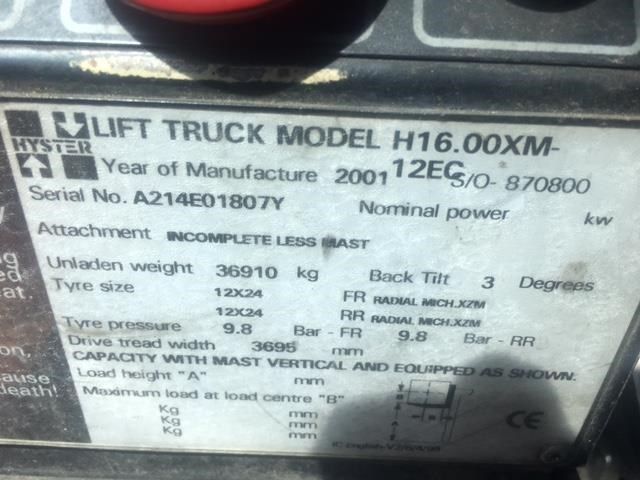 HYSTER
LIFT TRUCK MODEL H16.00XM-
12EC
Year of Manufacture 2001 S/O- 870800
Serial No. A214E01807Y Nominal power kw
Attachment INCOMPLETE LESS MAST
Unladen weight 36910 kg Back Tilt 3 Degrees
Tyre size 12X24 FR RADIAL MICH.XZM
12X24 RR RADIAL MICH.XZM
Tyre pressure 9.8 Bar - FR 9.8 Bar - RR
Drive tread width 3695 mm
CAPACITY WITH MAST VERTICAL AND EQUIPPED AS SHOWN.
Load height "A" mm
Maximum load at load centre "B"
Kg mm
Kg mm
Kg mm
B
A
CE
at.
on,
ause
death!